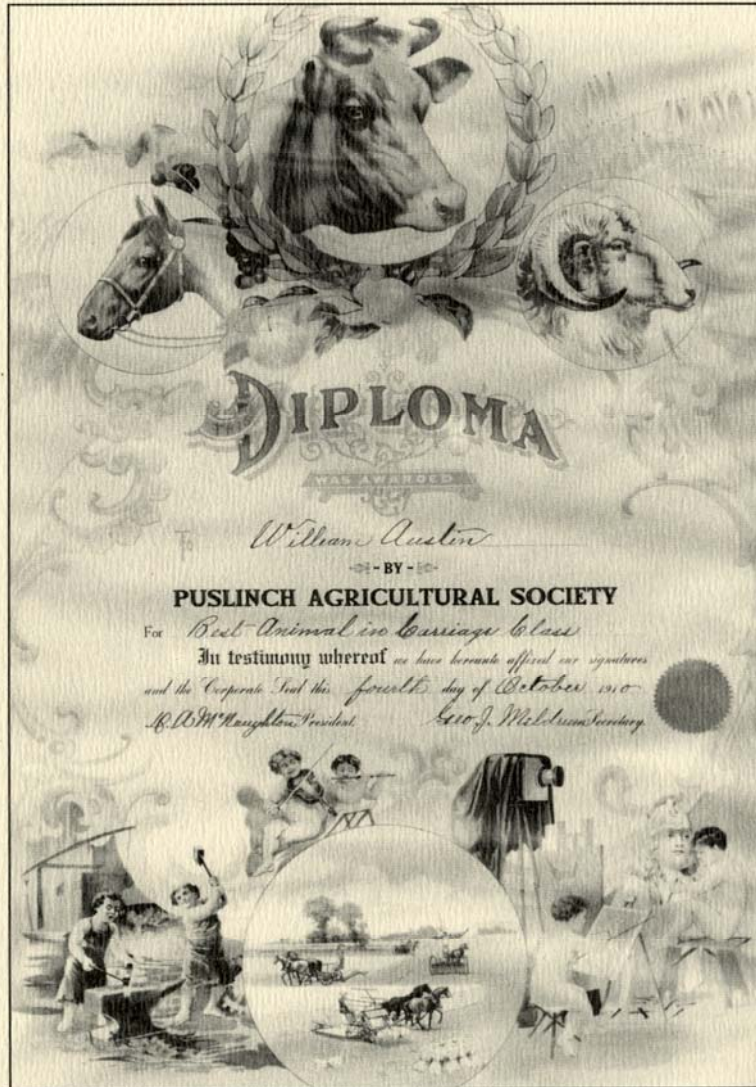 DIPLOMA
WAS AWARDED
To William Austin
- BY -
PUSLINCH AGRICULTURAL SOCIETY
For Best Animal in Carriage Class
In testimony whereof we have hereunto affixed our signatures
and the Corporate Seal this fourth day of October 1910
A. McNaughton President. Geo J. Meldrum Secretary.